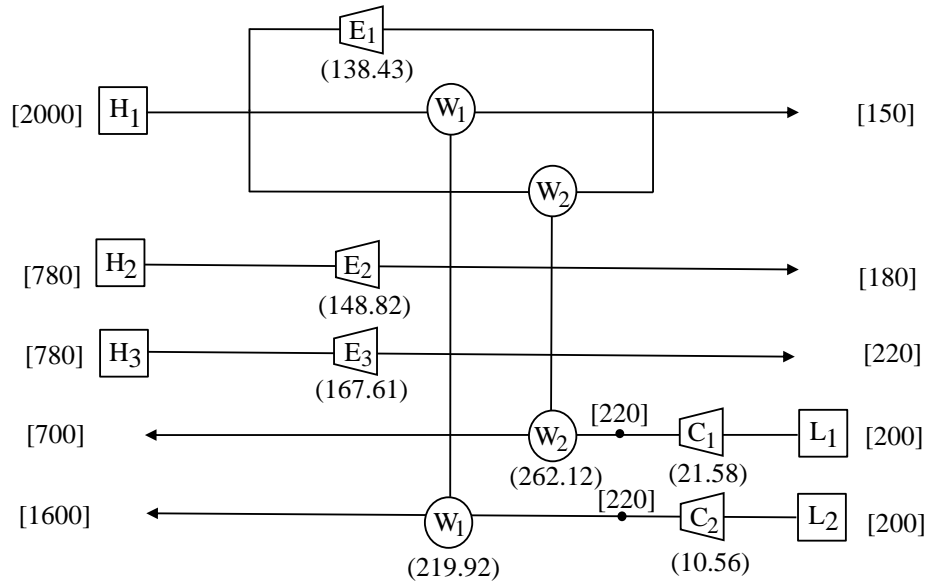 E₁
(138.43)
[2000] H₁ W₁ [150]
W₂
[780] H₂ E₂ [180]
(148.82)
[780] H₃ E₃ [220]
(167.61)
[220]
[700] W₂ C₁ L₁ [200]
(262.12) (21.58)
[220]
[1600] W₁ C₂ L₂ [200]
(219.92) (10.56)